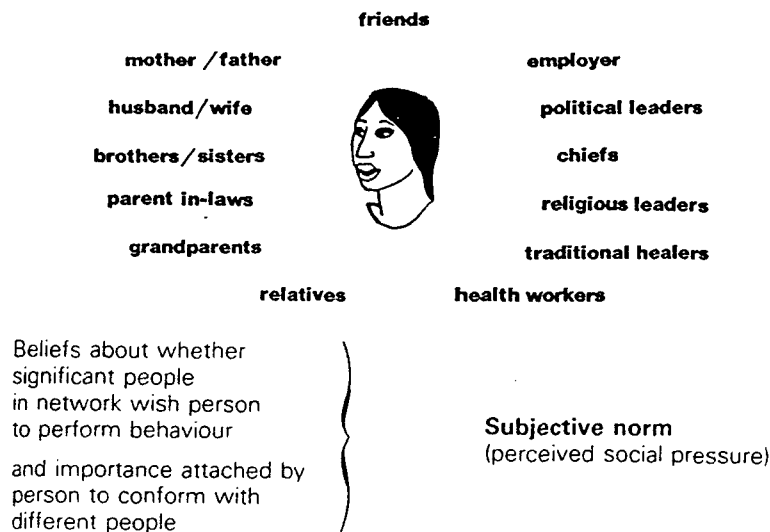 friends
mother / father
employer
husband/wife
political leaders
brothers/sisters
chiefs
parent in-laws
religious leaders
grandparents
traditional healers
relatives
health workers
Beliefs about whether
significant people
in network wish person
to perform behaviour
and importance attached by
person to conform with
different people
Subjective norm
(perceived social pressure)